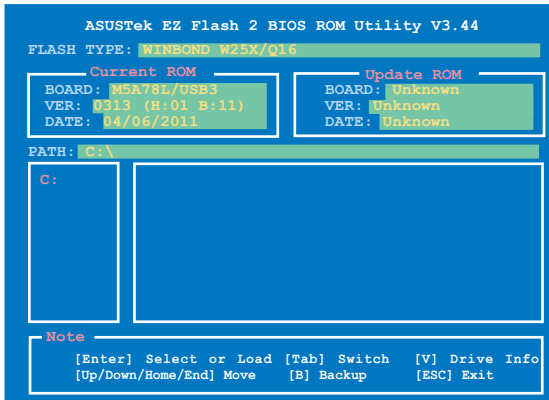 ASUSTek EZ Flash 2 BIOS ROM Utility V3.44
FLASH TYPE: WINBOND W25X/Q16
Current ROM
BOARD: M5A78L/USB3
VER: 0313 (H:01 B:11)
DATE: 04/06/2011
Update ROM
BOARD: Unknown
VER: Unknown
DATE: Unknown
PATH: C:\
C:
Note
[Enter] Select or Load [Tab] Switch [V] Drive Info
[Up/Down/Home/End] Move [B] Backup [ESC] Exit